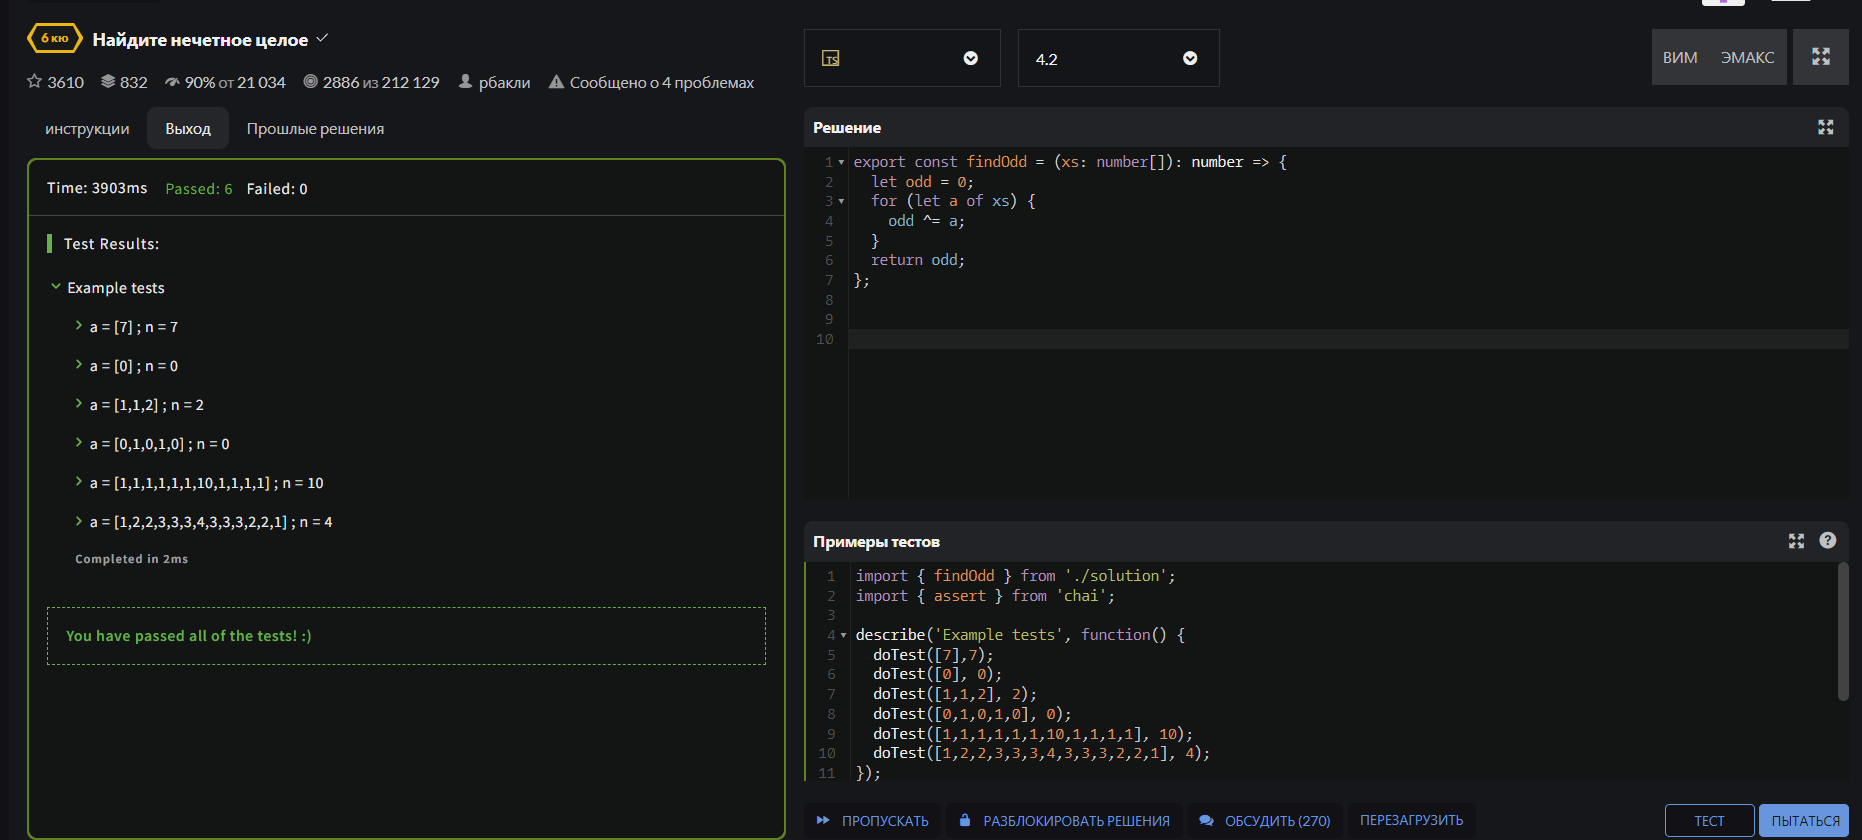 6 кю Найдите нечетное целое
3610 832 90% от 21 034 2886 из 212 129 рбакли Сообщено о 4 проблемах
инструкции Выход Прошлые решения
Time: 3903ms Passed: 6 Failed: 0
Test Results:
Example tests
a = [7] ; n = 7
a = [0] ; n = 0
a = [1,1,2] ; n = 2
a = [0,1,0,1,0] ; n = 0
a = [1,1,1,1,1,1,10,1,1,1,1] ; n = 10
a = [1,2,2,3,3,3,4,3,3,3,2,2,1] ; n = 4
Completed in 2ms
You have passed all of the tests! :)
TS 4.2 ВИМ ЭМАКС
Решение
1 export const findOdd = (xs: number[]): number => {
2 let odd = 0;
3 for (let a of xs) {
4 odd ^= a;
5 }
6 return odd;
7 };
8
9
10
Примеры тестов
1 import { findOdd } from './solution';
2 import { assert } from 'chai';
3
4 describe('Example tests', function() {
5 doTest([7],7);
6 doTest([0], 0);
7 doTest([1,1,2], 2);
8 doTest([0,1,0,1,0], 0);
9 doTest([1,1,1,1,1,1,10,1,1,1,1], 10);
10 doTest([1,2,2,3,3,3,4,3,3,3,2,2,1], 4);
11 });
ПРОПУСКАТЬ РАЗБЛОКИРОВАТЬ РЕШЕНИЯ ОБСУДИТЬ (270) ПЕРЕЗАГРУЗИТЬ ТЕСТ ПЫТАТЬСЯ